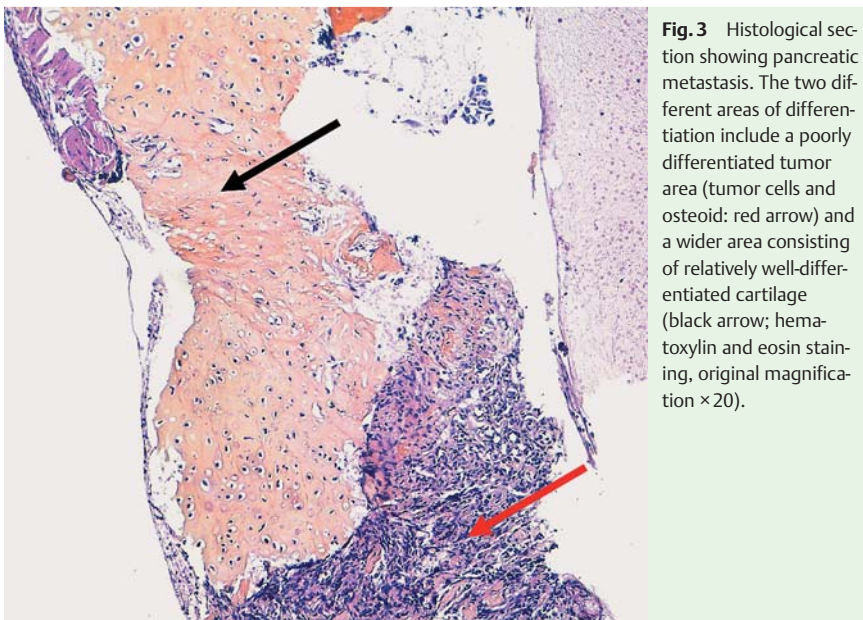 Fig. 3 Histological sec-
tion showing pancreatic
metastasis. The two dif-
ferent areas of differen-
tiation include a poorly
differentiated tumor
area (tumor cells and
osteoid: red arrow) and
a wider area consisting
of relatively well-differ-
entiated cartilage
(black arrow; hema-
toxylin and eosin stain-
ing, original magnifica-
tion ×20).